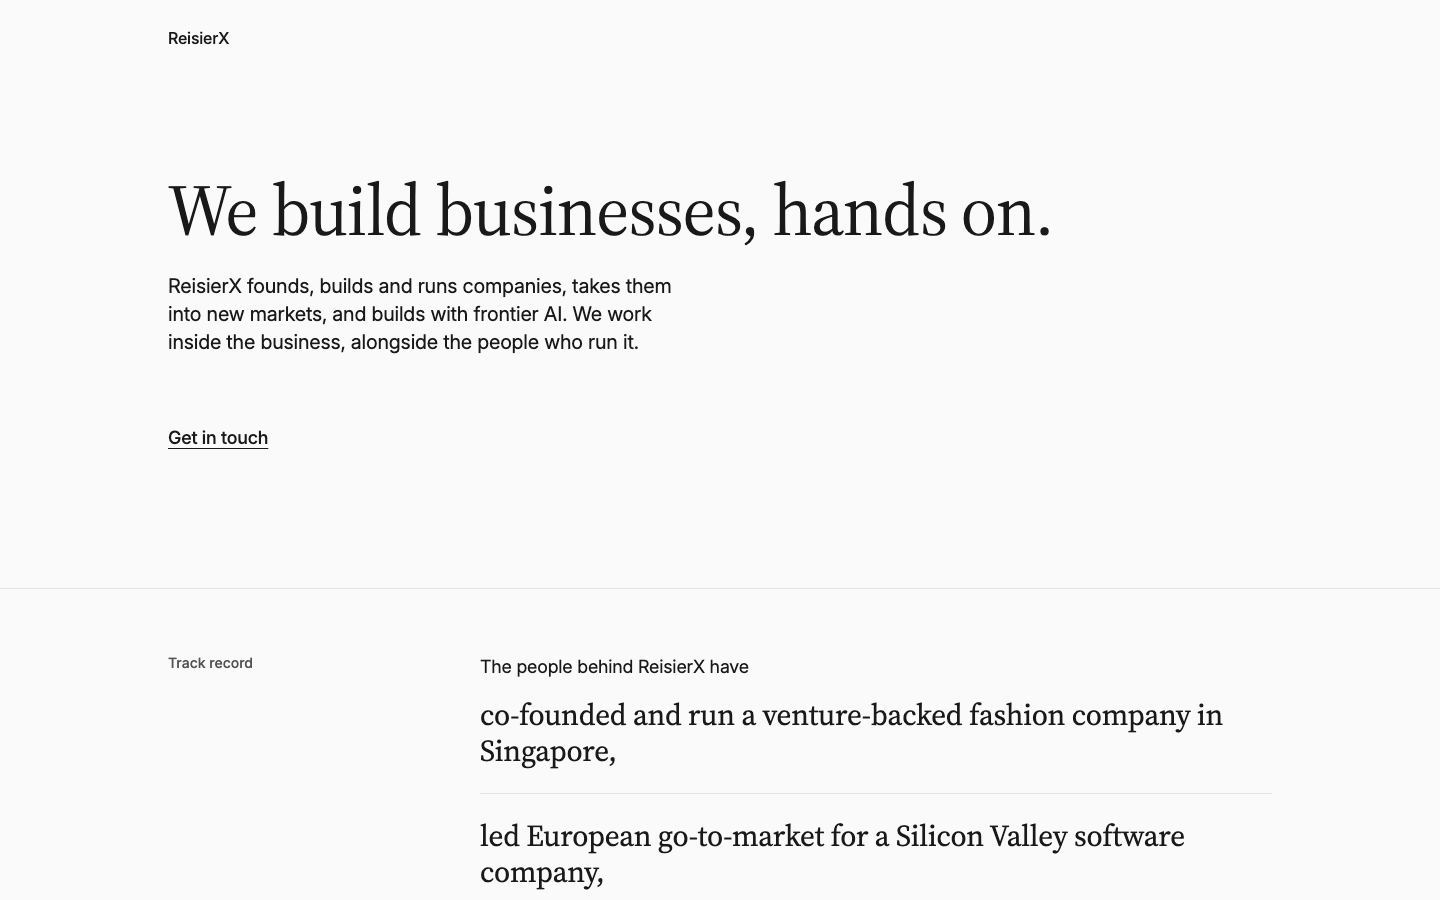 ReisierX
We build businesses, hands on.
ReisierX founds, builds and runs companies, takes them
into new markets, and builds with frontier AI. We work
inside the business, alongside the people who run it.
Get in touch
Track record
The people behind ReisierX have
co-founded and run a venture-backed fashion company in
Singapore,
led European go-to-market for a Silicon Valley software
company,